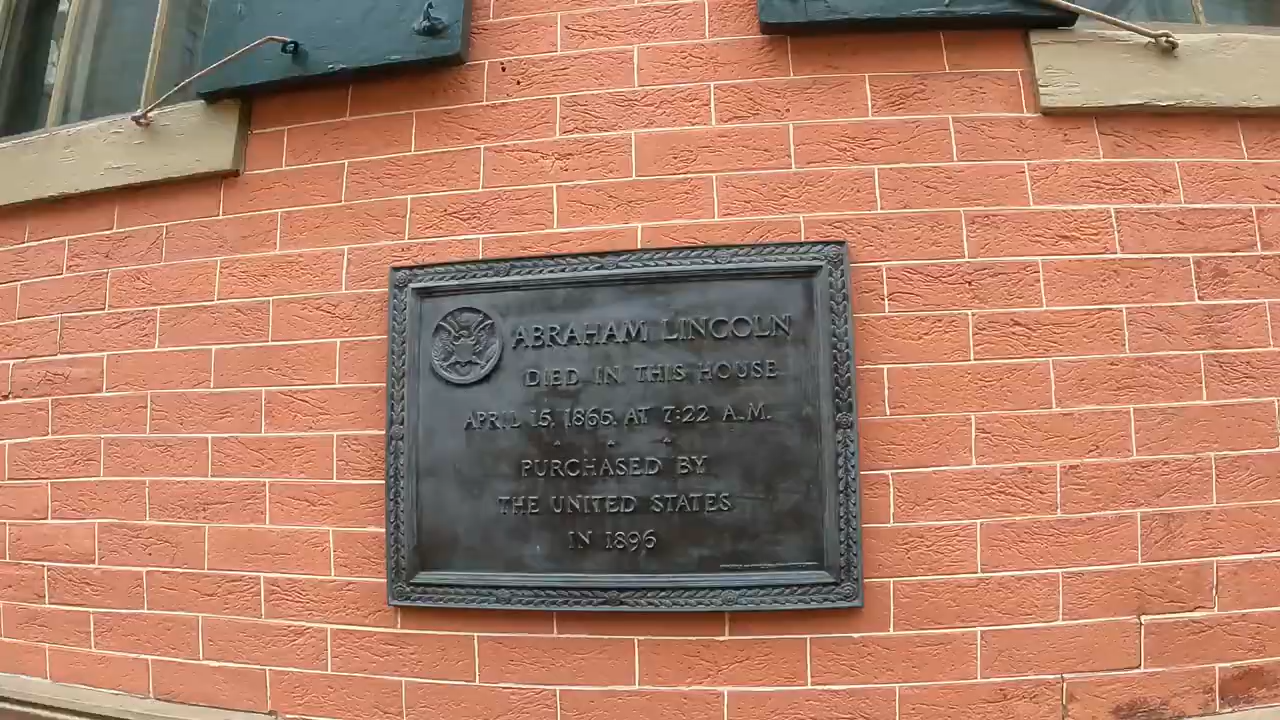 ABRAHAM LINCOLN
DIED IN THIS HOUSE
APRIL 15, 1865, AT 7:22 A.M.
PURCHASED BY
THE UNITED STATES
IN 1896